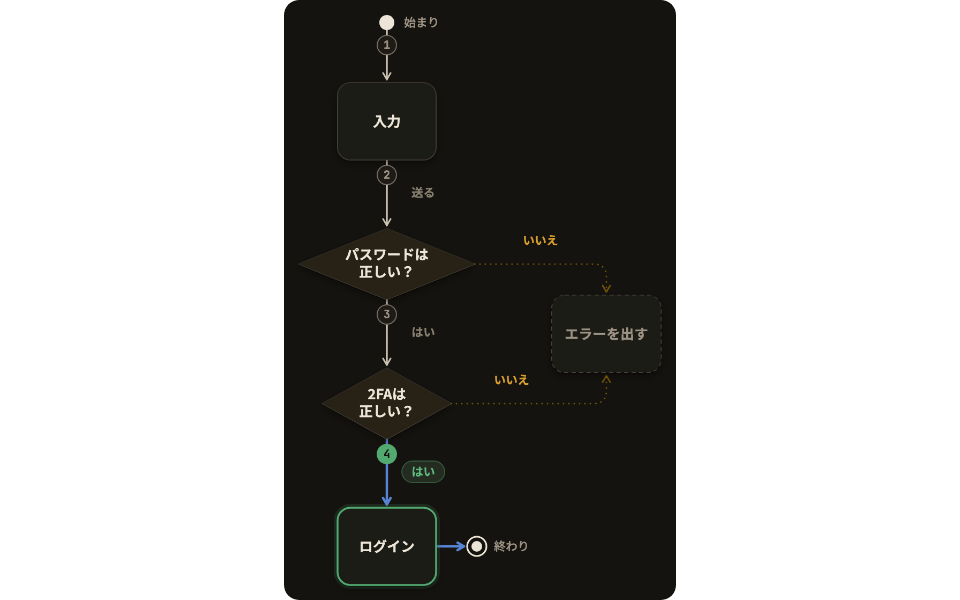 始まり
1
入力
2
送る
パスワードは
正しい？
いいえ
3
はい
エラーを出す
2FAは
正しい？
いいえ
4
はい
ログイン
終わり